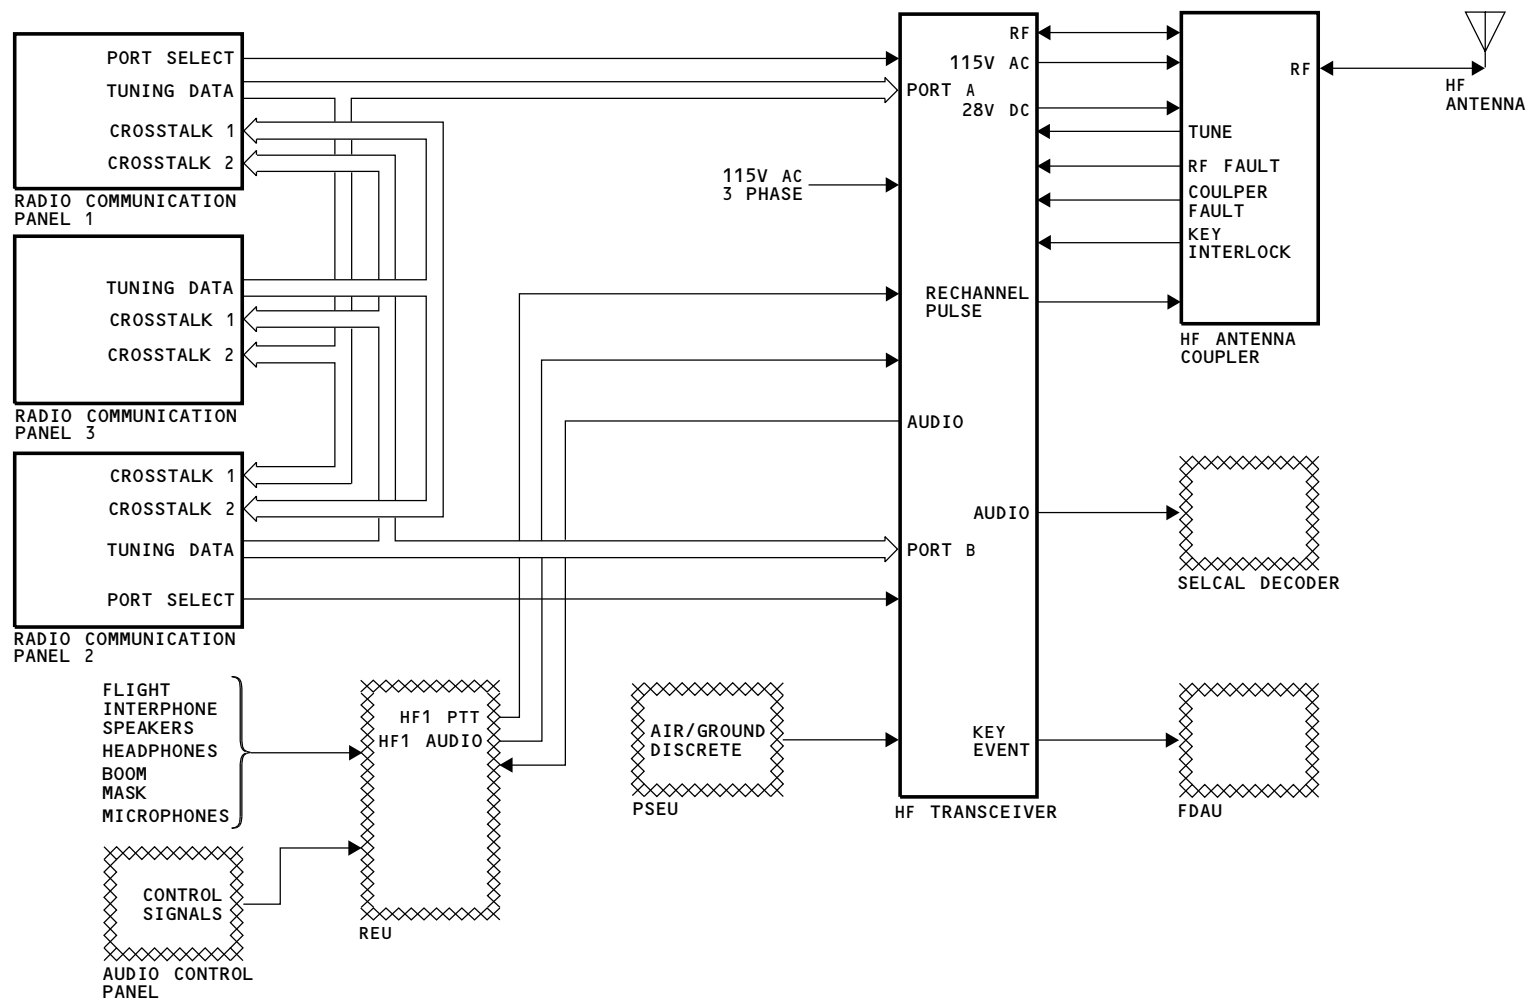 PORT SELECT
TUNING DATA
CROSSTALK 1
CROSSTALK 2
RADIO COMMUNICATION
PANEL 1
TUNING DATA
CROSSTALK 1
CROSSTALK 2
RADIO COMMUNICATION
PANEL 3
CROSSTALK 1
CROSSTALK 2
TUNING DATA
PORT SELECT
RADIO COMMUNICATION
PANEL 2
FLIGHT
INTERPHONE
SPEAKERS
HEADPHONES
BOOM
MASK
MICROPHONES
CONTROL
SIGNALS
AUDIO CONTROL
PANEL
HF1 PTT
HF1 AUDIO
REU
AIR/GROUND
DISCRETE
PSEU
115V AC
3 PHASE
RF
115V AC
PORT A
28V DC
RECHANNEL
PULSE
AUDIO
AUDIO
PORT B
KEY
EVENT
HF TRANSCEIVER
RF
TUNE
RF FAULT
COULPER
FAULT
KEY
INTERLOCK
HF ANTENNA
COUPLER
HF
ANTENNA
SELCAL DECODER
FDAU